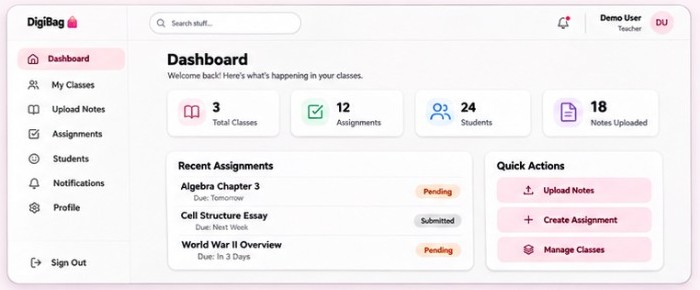 DigiBag
Search stuff...
Demo User
Teacher
DU
Dashboard
My Classes
Upload Notes
Assignments
Students
Notifications
Profile
Sign Out
Dashboard
Welcome back! Here's what's happening in your classes.
3
Total Classes
12
Assignments
24
Students
18
Notes Uploaded
Recent Assignments
Algebra Chapter 3
Due: Tomorrow
Pending
Cell Structure Essay
Due: Next Week
Submitted
World War II Overview
Due: In 3 Days
Pending
Quick Actions
Upload Notes
Create Assignment
Manage Classes